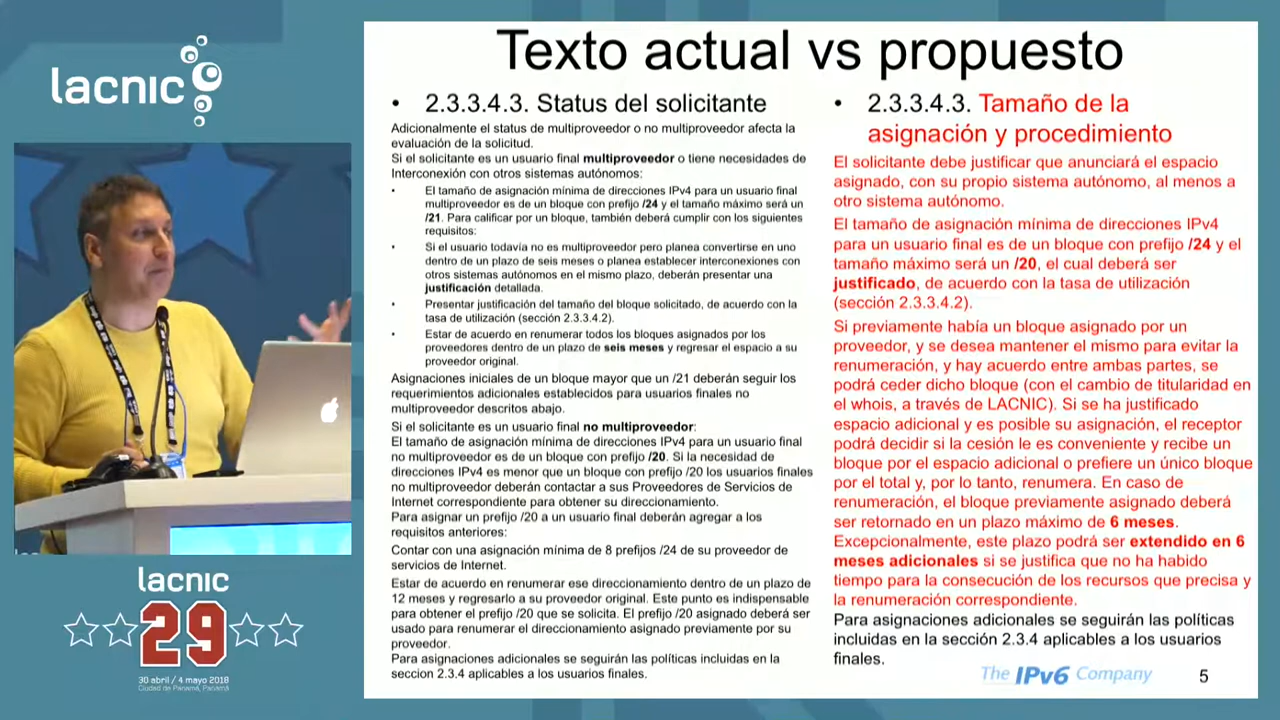 lacnic
lacnic
29
30 abril / 4 mayo 2018
Ciudad de Panamá, Panamá
Texto actual vs propuesto
• 2.3.3.4.3. Status del solicitante
Adicionalmente el status de multiproveedor o no multiproveedor afecta la
evaluación de la solicitud.
Si el solicitante es un usuario final multiproveedor o tiene necesidades de
Interconexión con otros sistemas autónomos:
• El tamaño de asignación mínima de direcciones IPv4 para un usuario final
multiproveedor es de un bloque con prefijo /24 y el tamaño máximo será un
/21. Para calificar por un bloque, también deberá cumplir con los siguientes
requisitos:
• Si el usuario todavía no es multiproveedor pero planea convertirse en uno
dentro de un plazo de seis meses o planea establecer interconexiones con
otros sistemas autónomos en el mismo plazo, deberán presentar una
justificación detallada.
• Presentar justificación del tamaño del bloque solicitado, de acuerdo con la
tasa de utilización (sección 2.3.3.4.2).
• Estar de acuerdo en renumerar todos los bloques asignados por los
proveedores dentro de un plazo de seis meses y regresar el espacio a su
proveedor original.
Asignaciones iniciales de un bloque mayor que un /21 deberán seguir los
requerimientos adicionales establecidos para usuarios finales no
multiproveedor descritos abajo.
Si el solicitante es un usuario final no multiproveedor:
El tamaño de asignación mínima de direcciones IPv4 para un usuario final
no multiproveedor es de un bloque con prefijo /20. Si la necesidad de
direcciones IPv4 es menor que un bloque con prefijo /20 los usuarios finales
no multiproveedor deberán contactar a sus Proveedores de Servicios de
Internet correspondiente para obtener su direccionamiento.
Para asignar un prefijo /20 a un usuario final deberán agregar a los
requisitos anteriores:
Contar con una asignación mínima de 8 prefijos /24 de su proveedor de
servicios de Internet.
Estar de acuerdo en renumerar ese direccionamiento dentro de un plazo de
12 meses y regresarlo a su proveedor original. Este punto es indispensable
para obtener el prefijo /20 que se solicita. El prefijo /20 asignado deberá ser
usado para renumerar el direccionamiento asignado previamente por su
proveedor.
Para asignaciones adicionales se seguirán las políticas incluidas en la
seccion 2.3.4 aplicables a los usuarios finales.
• 2.3.3.4.3. Tamaño de la
asignación y procedimiento
El solicitante debe justificar que anunciará el espacio
asignado, con su propio sistema autónomo, al menos a
otro sistema autónomo.
El tamaño de asignación mínima de direcciones IPv4
para un usuario final es de un bloque con prefijo /24 y el
tamaño máximo será un /20, el cual deberá ser
justificado, de acuerdo con la tasa de utilización
(sección 2.3.3.4.2).
Si previamente había un bloque asignado por un
proveedor, y se desea mantener el mismo para evitar la
renumeración, y hay acuerdo entre ambas partes, se
podrá ceder dicho bloque (con el cambio de titularidad en
el whois, a través de LACNIC). Si se ha justificado
espacio adicional y es posible su asignación, el receptor
podrá decidir si la cesión le es conveniente y recibe un
bloque por el espacio adicional o prefiere un único bloque
por el total y, por lo tanto, renumera. En caso de
renumeración, el bloque previamente asignado deberá
ser retornado en un plazo máximo de 6 meses.
Excepcionalmente, este plazo podrá ser extendido en 6
meses adicionales si se justifica que no ha habido
tiempo para la consecución de los recursos que precisa y
la renumeración correspondiente.
Para asignaciones adicionales se seguirán las políticas
incluidas en la sección 2.3.4 aplicables a los usuarios
finales.
The IPv6 Company
5